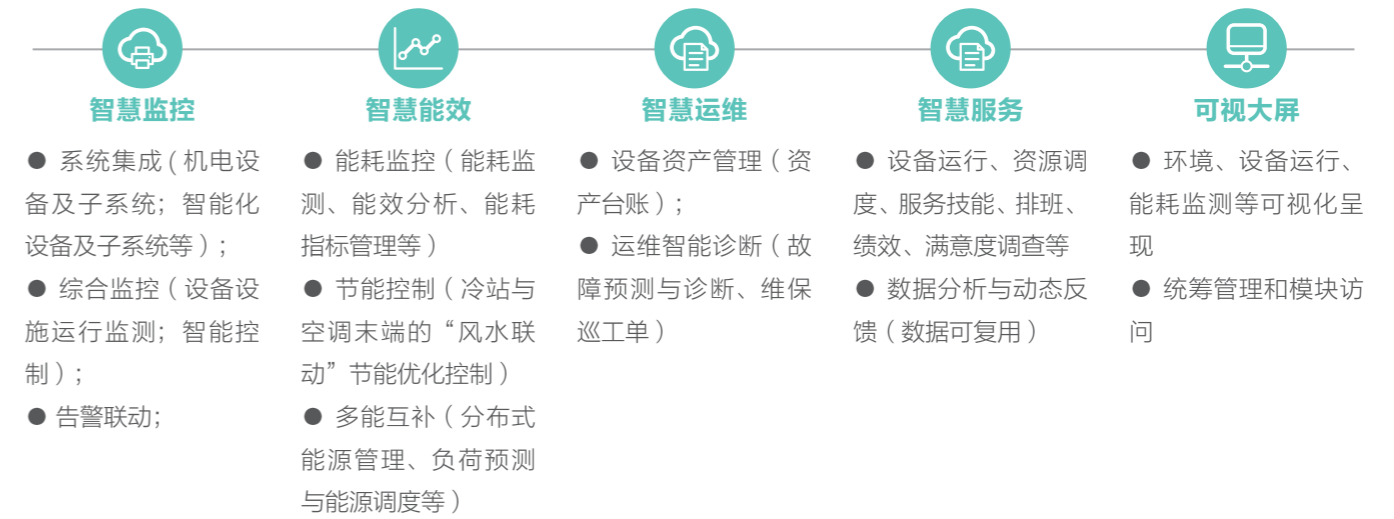 智慧监控
● 系统集成(机电设
备及子系统；智能化
设备及子系统等）；
● 综合监控（设备设
施运行监测；智能控
制）；
● 告警联动；
智慧能效
● 能耗监控（能耗监
测、能效分析、能耗
指标管理等）
● 节能控制（冷站与
空调末端的“风水联
动”节能优化控制）
● 多能互补（分布式
能源管理、负荷预测
与能源调度等）
智慧运维
● 设备资产管理（资
产台账）；
● 运维智能诊断（故
障预测与诊断、维保
巡工单）
智慧服务
● 设备运行、资源调
度、服务技能、排班、
绩效、满意度调查等
● 数据分析与动态反
馈（数据可复用）
可视大屏
● 环境、设备运行、
能耗监测等可视化呈
现
● 统筹管理和模块访
问